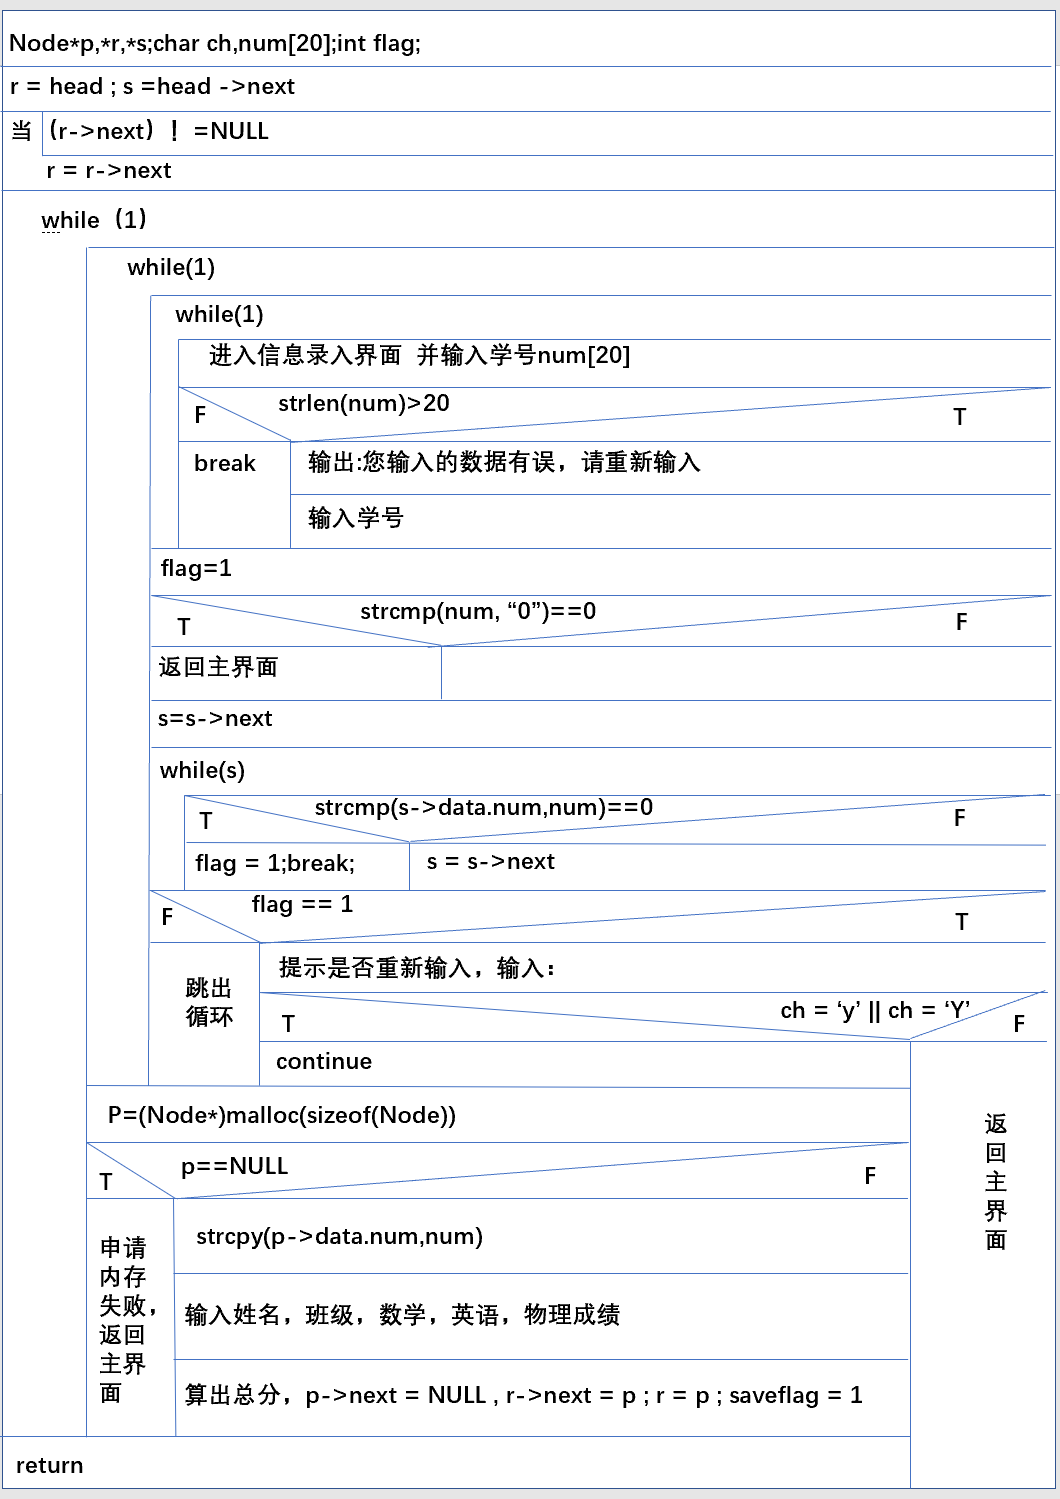 Node*p,*r,*s;char ch,num[20];int flag;
r = head ; s =head ->next
当 (r->next) ！=NULL
r = r->next
while (1)
while(1)
while(1)
进入信息录入界面 并输入学号num[20]
F strlen(num)>20 T
break 输出:您输入的数据有误，请重新输入
输入学号
flag=1
T strcmp(num, “0”)==0 F
返回主界面
s=s->next
while(s)
T strcmp(s->data.num,num)==0 F
flag = 1;break; s = s->next
F flag == 1 T
跳出
循环
提示是否重新输入，输入：
T ch = ‘y’ || ch = ‘Y’ F
continue
返
回
主
界
面
P=(Node*)malloc(sizeof(Node))
T p==NULL F
申请
内存
失败，
返回
主界
面
strcpy(p->data.num,num)
输入姓名，班级，数学，英语，物理成绩
算出总分，p->next = NULL , r->next = p ; r = p ; saveflag = 1
return